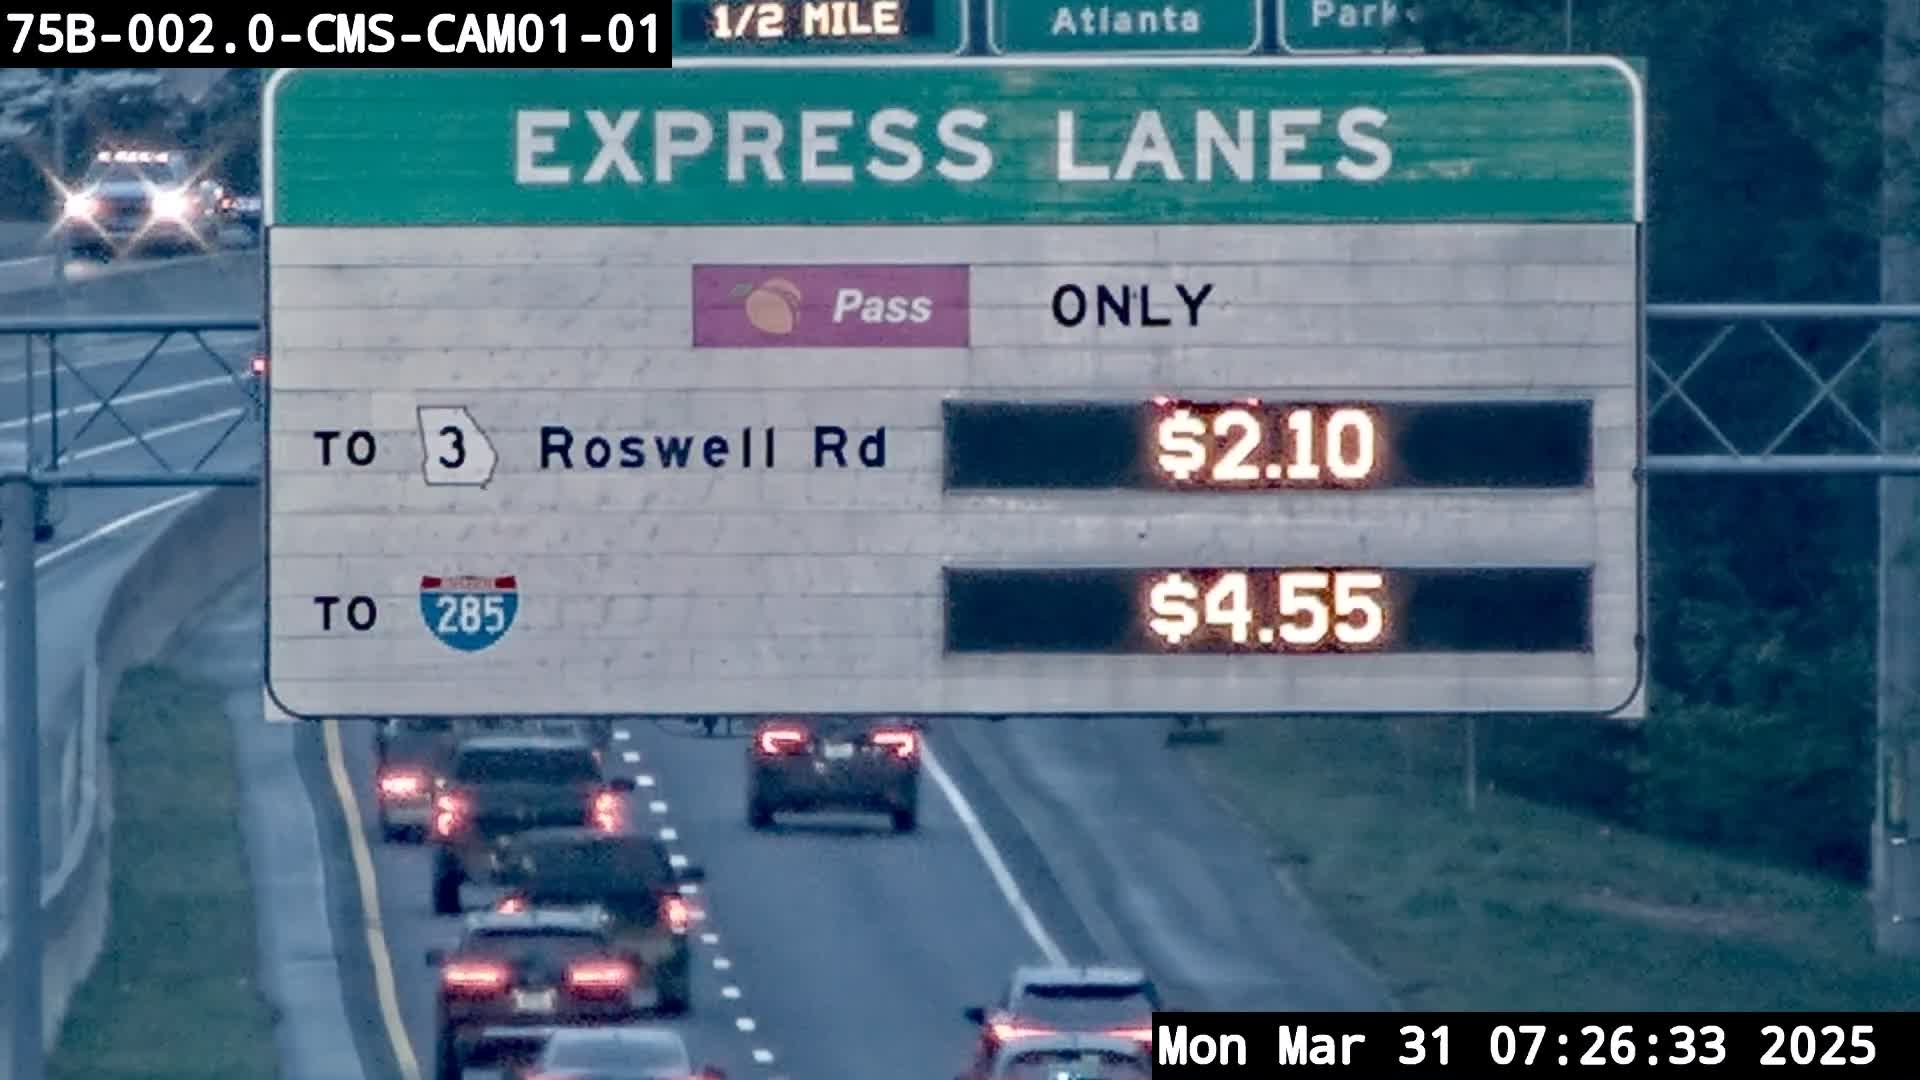 75B-002.0-CMS-CAM01-01
1/2 MILE
Atlanta
EXPRESS LANES
Pass ONLY
TO 3 Roswell Rd $2.10
TO 285 $4.55
Mon Mar 31 07:26:33 2025